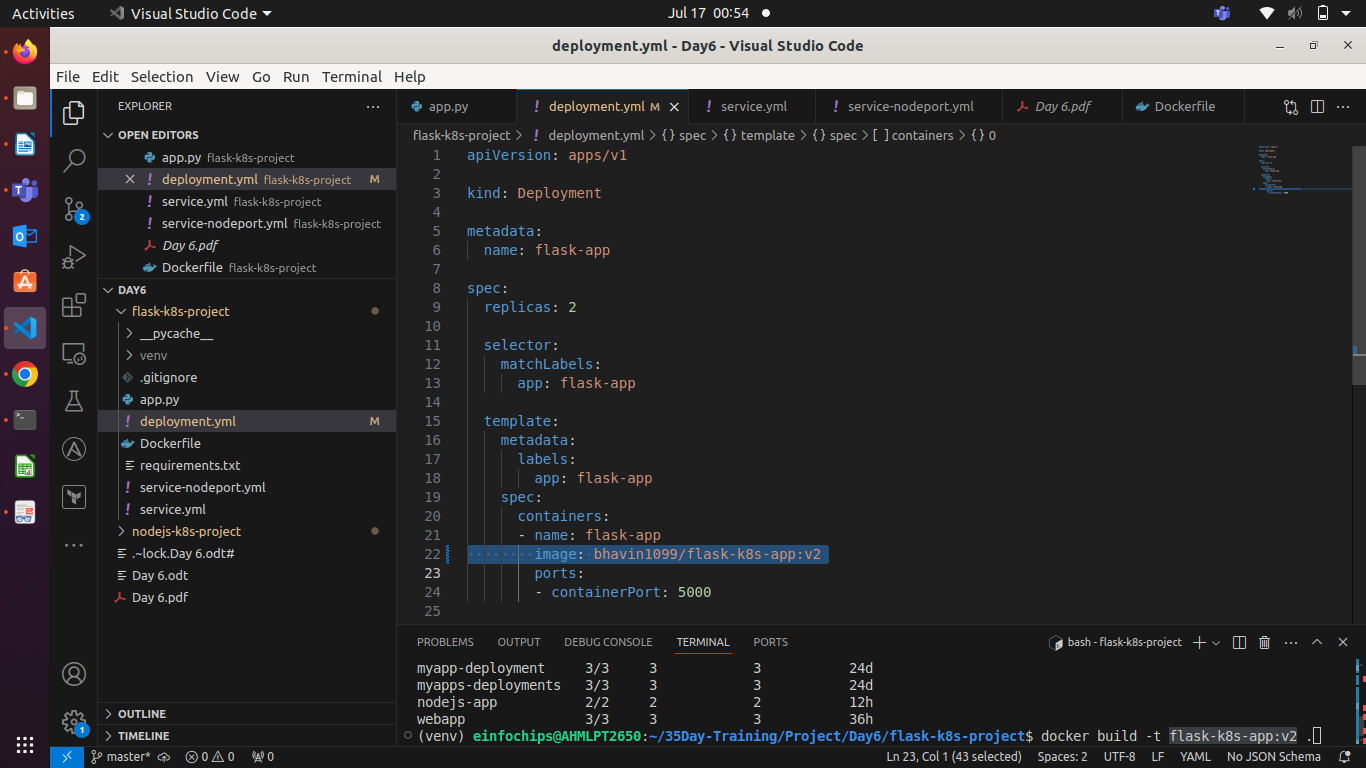 Activities
Visual Studio Code
Jul 17 00:54
deployment.yml - Day6 - Visual Studio Code
File Edit Selection View Go Run Terminal Help
EXPLORER
OPEN EDITORS
app.py flask-k8s-project
deployment.yml flask-k8s-project M
service.yml flask-k8s-project
service-nodeport.yml flask-k8s-project
Day 6.pdf
Dockerfile flask-k8s-project
DAY6
flask-k8s-project
__pycache__
venv
.gitignore
app.py
deployment.yml M
Dockerfile
requirements.txt
service-nodeport.yml
service.yml
nodejs-k8s-project
.~lock.Day 6.odt#
Day 6.odt
Day 6.pdf
OUTLINE
TIMELINE
2
1
app.py deployment.yml M service.yml service-nodeport.yml Day 6.pdf Dockerfile
flask-k8s-project > ! deployment.yml > {} spec > {} template > {} spec > [ ] containers > {} 0
1 apiVersion: apps/v1
2
3 kind: Deployment
4
5 metadata:
6 name: flask-app
7
8 spec:
9 replicas: 2
10
11 selector:
12 matchLabels:
13 app: flask-app
14
15 template:
16 metadata:
17 labels:
18 app: flask-app
19 spec:
20 containers:
21 - name: flask-app
22 image: bhavin1099/flask-k8s-app:v2
23 ports:
24 - containerPort: 5000
25
PROBLEMS OUTPUT DEBUG CONSOLE TERMINAL PORTS
bash - flask-k8s-project
myapp-deployment 3/3 3 3 24d
myapps-deployments 3/3 3 3 24d
nodejs-app 2/2 2 2 12h
webapp 3/3 3 3 36h
(venv) einfochips@AHMLPT2650:~/35Day-Training/Project/Day6/flask-k8s-project$ docker build -t flask-k8s-app:v2 .
master* 0 0 0 Ln 23, Col 1 (43 selected) Spaces: 2 UTF-8 LF YAML No JSON Schema